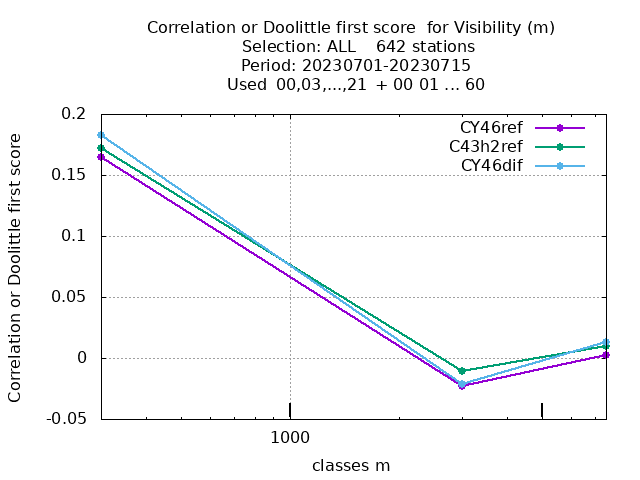 Correlation or Doolittle first score  for Visibility (m)
Selection: ALL    642 stations
Period: 20230701-20230715
Used  00,03,...,21  + 00 01 ... 60
Correlation or Doolittle first score
0.2
0.15
0.1
0.05
0
-0.05
CY46ref
C43h2ref
CY46dif
1000
classes m